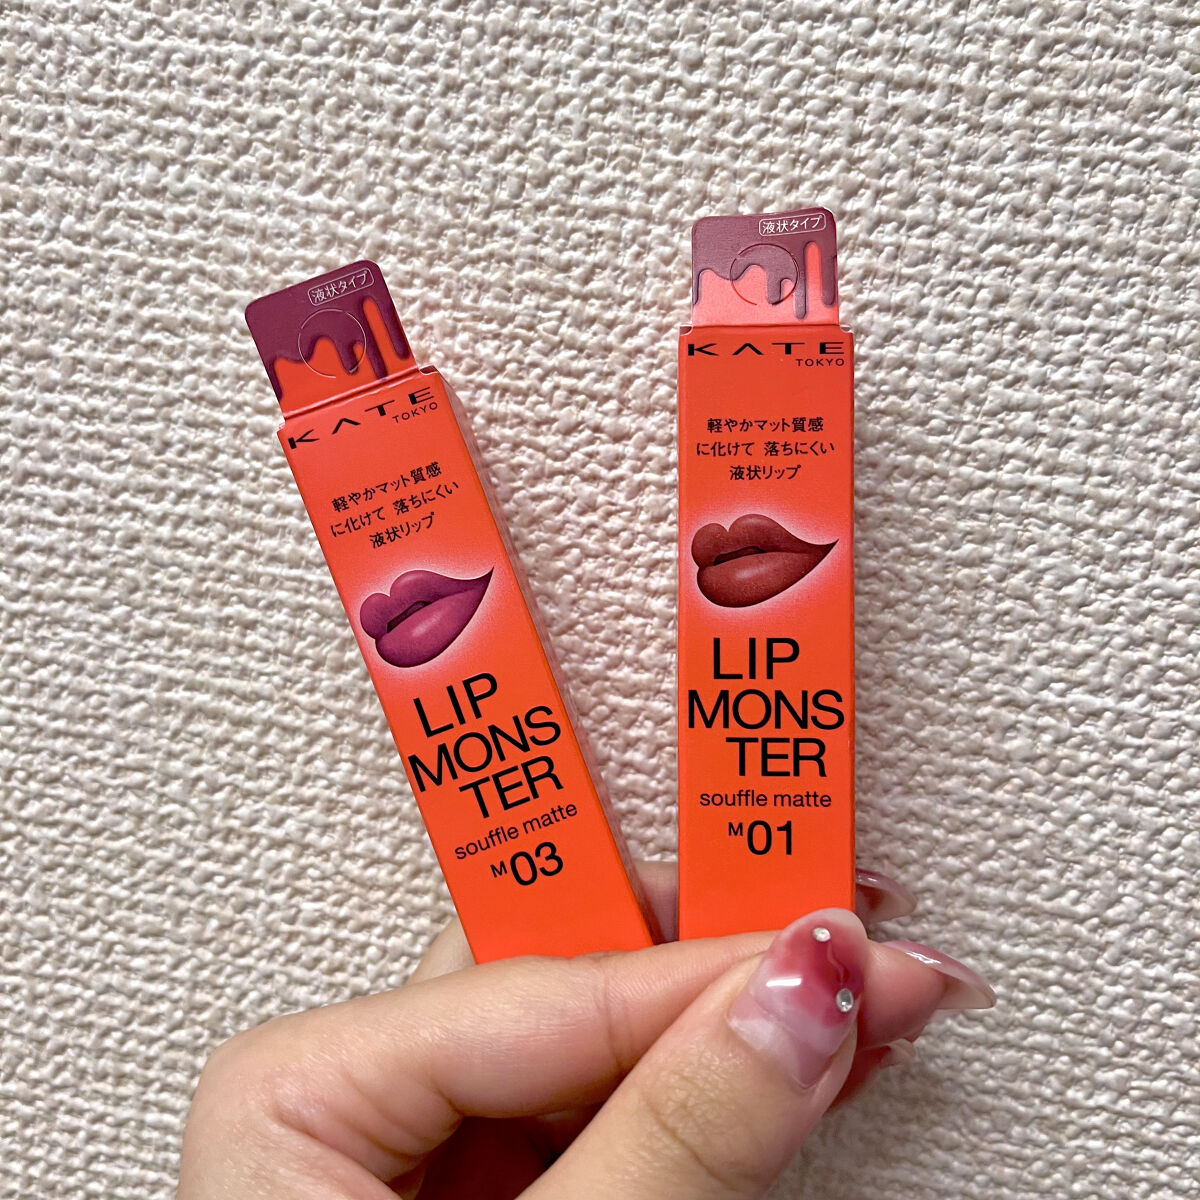 液状タイプ
KATE
TOKYO
軽やかマット質感
に化けて 落ちにくい
液状リップ
LIP
MONS
TER
souffle matte
M03
液状タイプ
KATE
TOKYO
軽やかマット質感
に化けて 落ちにくい
液状リップ
LIP
MONS
TER
souffle matte
M01